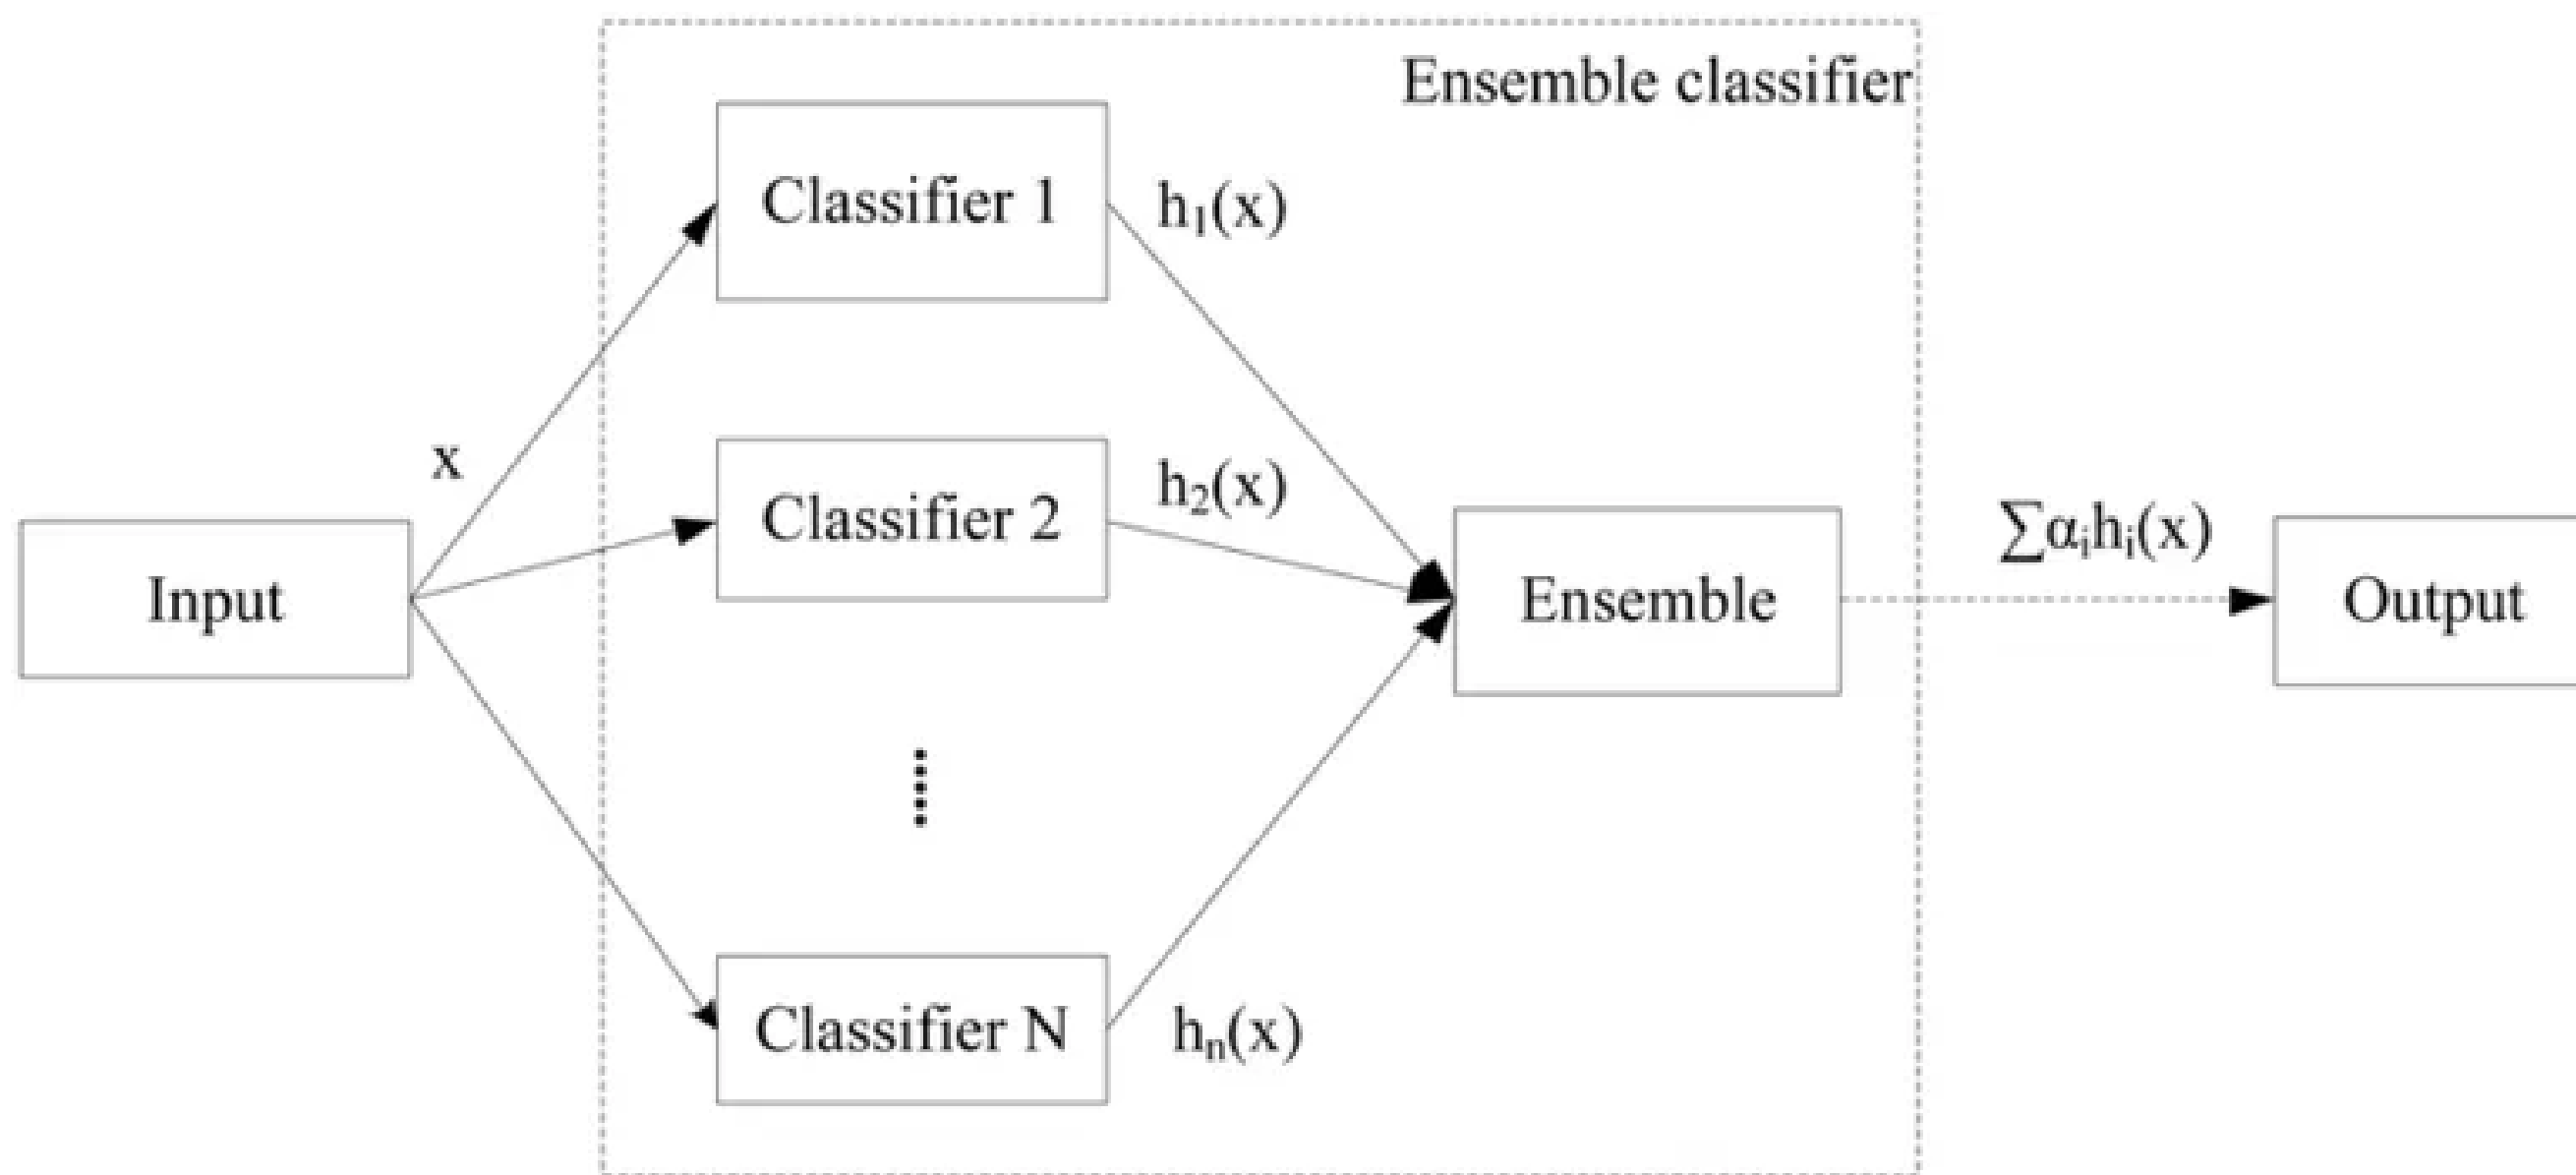 Ensemble classifier
Classifier 1
h₁(x)
x
Classifier 2
h₂(x)
Input
Ensemble
∑αᵢhᵢ(x)
Output
Classifier N
hₙ(x)